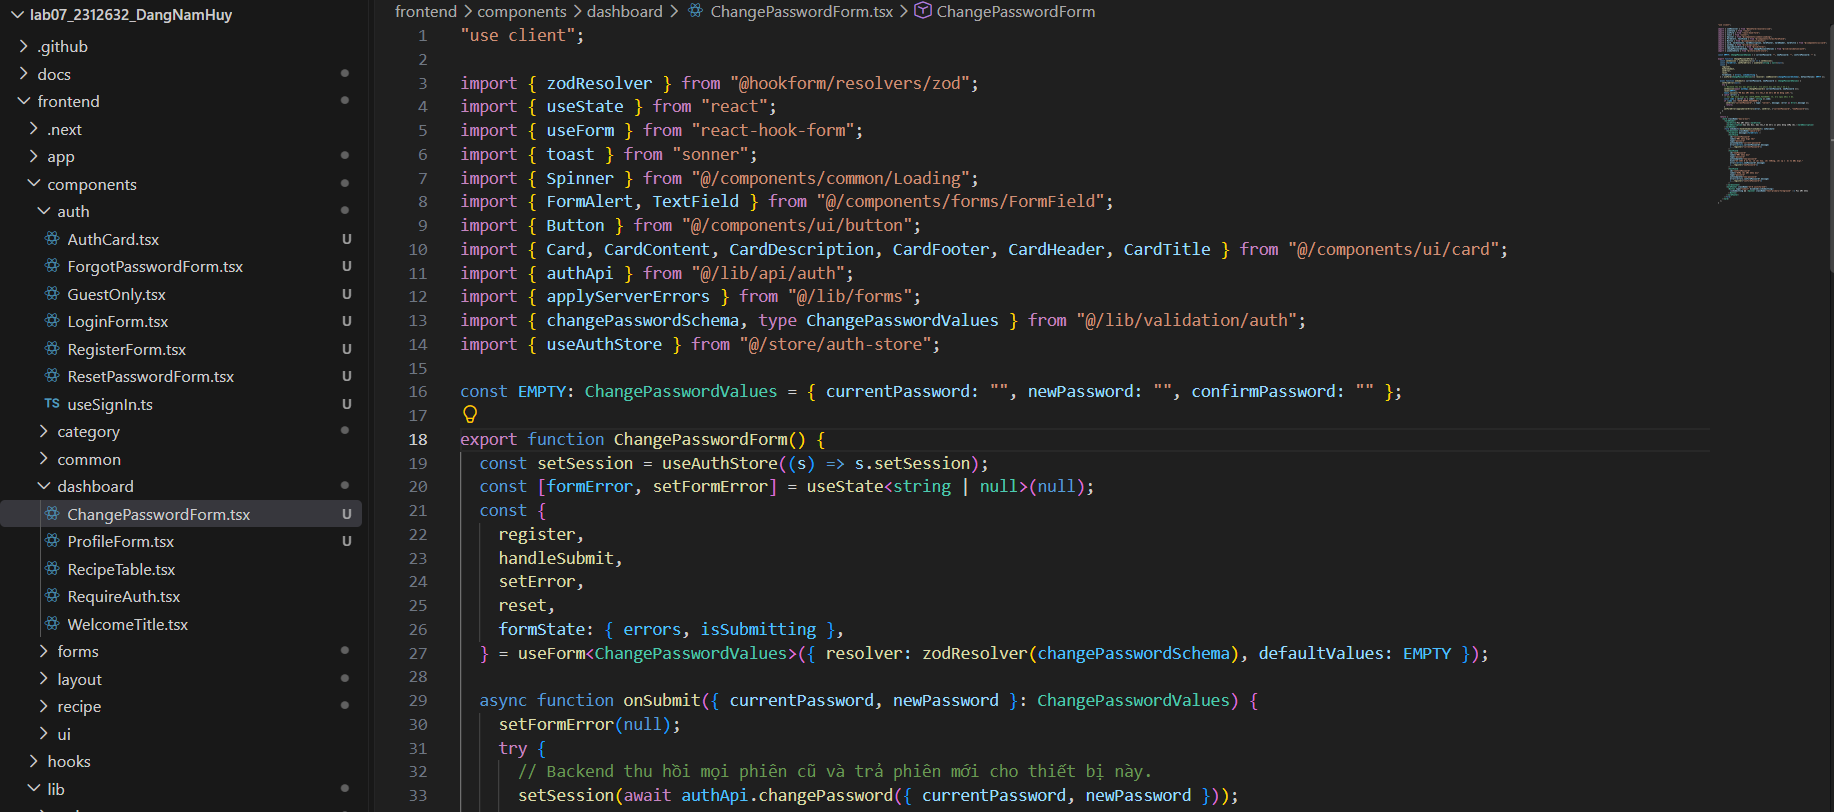 lab07_2312632_DangNamHuy
.github
docs
frontend
.next
app
components
auth
AuthCard.tsx U
ForgotPasswordForm.tsx U
GuestOnly.tsx U
LoginForm.tsx U
RegisterForm.tsx U
ResetPasswordForm.tsx U
TS useSignIn.ts U
category
common
dashboard
ChangePasswordForm.tsx U
ProfileForm.tsx U
RecipeTable.tsx
RequireAuth.tsx
WelcomeTitle.tsx
forms
layout
recipe
ui
hooks
lib
frontend > components > dashboard > ChangePasswordForm.tsx > ChangePasswordForm
1 "use client";
2
3 import { zodResolver } from "@hookform/resolvers/zod";
4 import { useState } from "react";
5 import { useForm } from "react-hook-form";
6 import { toast } from "sonner";
7 import { Spinner } from "@/components/common/Loading";
8 import { FormAlert, TextField } from "@/components/forms/FormField";
9 import { Button } from "@/components/ui/button";
10 import { Card, CardContent, CardDescription, CardFooter, CardHeader, CardTitle } from "@/components/ui/card";
11 import { authApi } from "@/lib/api/auth";
12 import { applyServerErrors } from "@/lib/forms";
13 import { changePasswordSchema, type ChangePasswordValues } from "@/lib/validation/auth";
14 import { useAuthStore } from "@/store/auth-store";
15
16 const EMPTY: ChangePasswordValues = { currentPassword: "", newPassword: "", confirmPassword: "" };
17
18 export function ChangePasswordForm() {
19 const setSession = useAuthStore((s) => s.setSession);
20 const [formError, setFormError] = useState<string | null>(null);
21 const {
22 register,
23 handleSubmit,
24 setError,
25 reset,
26 formState: { errors, isSubmitting },
27 } = useForm<ChangePasswordValues>({ resolver: zodResolver(changePasswordSchema), defaultValues: EMPTY });
28
29 async function onSubmit({ currentPassword, newPassword }: ChangePasswordValues) {
30 setFormError(null);
31 try {
32 // Backend thu hồi mọi phiên cũ và trả phiên mới cho thiết bị này.
33 setSession(await authApi.changePassword({ currentPassword, newPassword }));